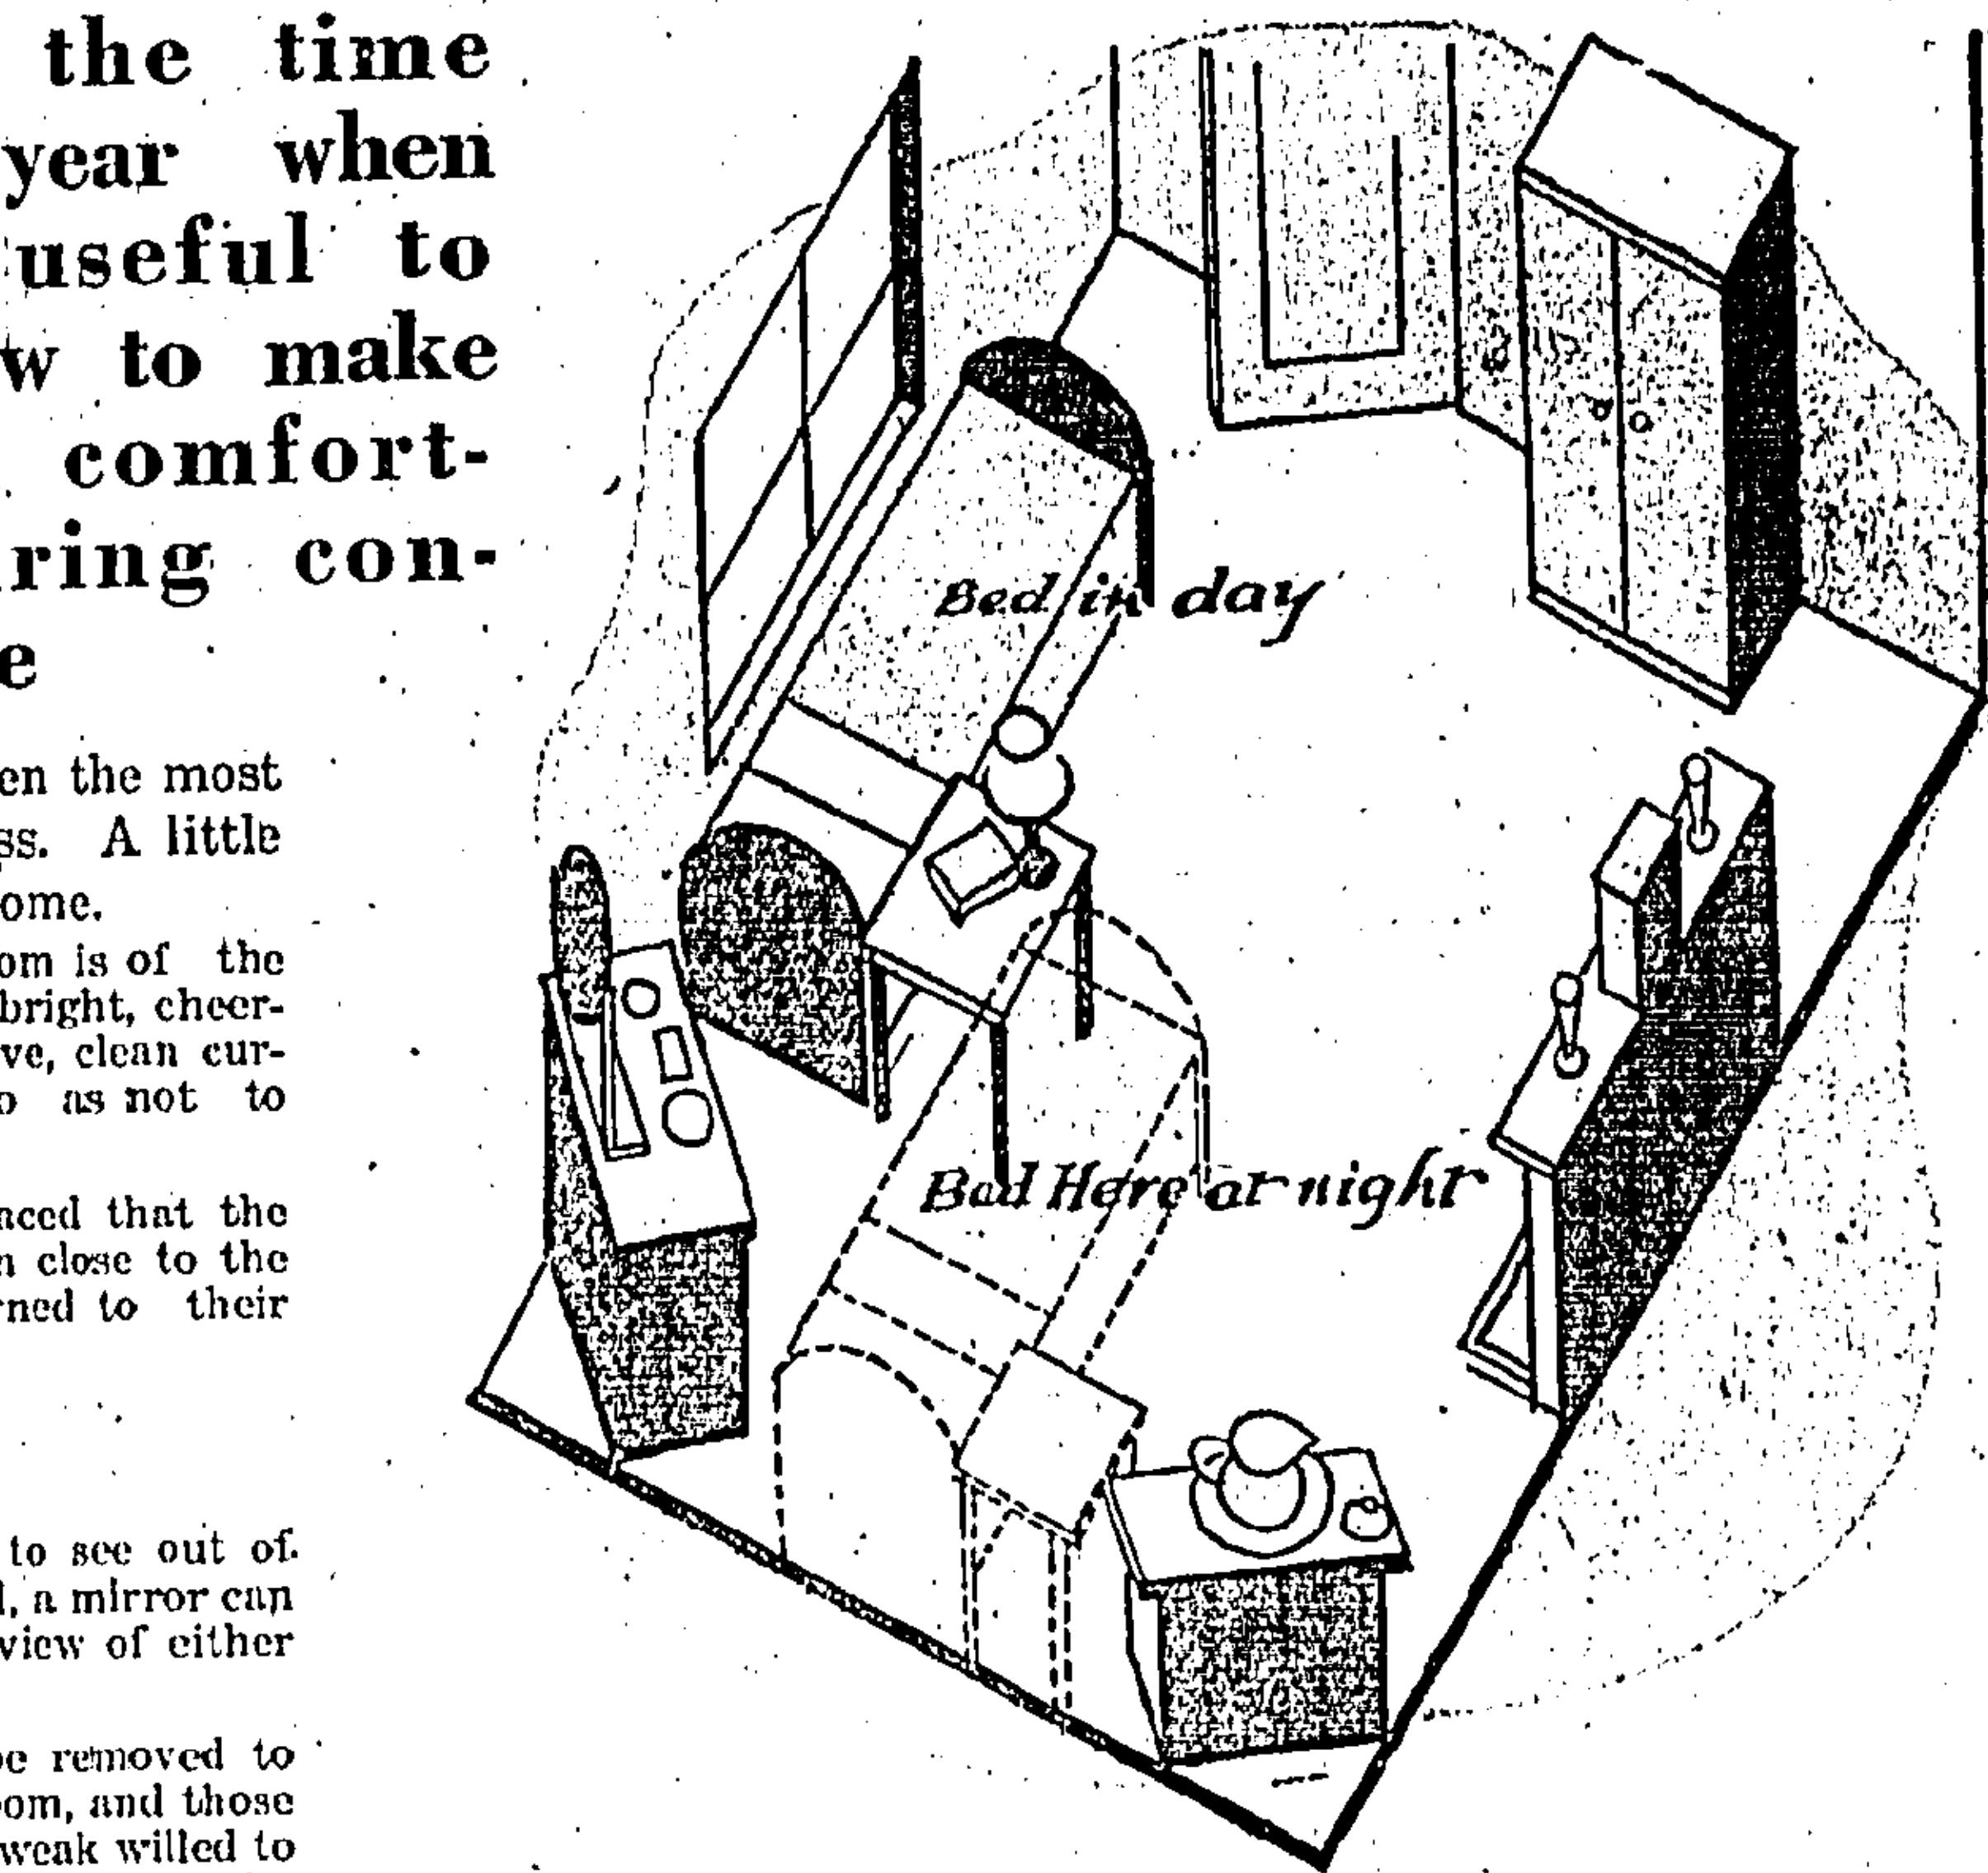 the time
year when
useful to
w to make
comfort-
ring con-
e
en the most
ss. A little
ome.
om is of the
bright, cheer-
ve, clean cur-
o as not to
aced that the
n close to the
rned to their
to see out of
l, a mirror can
view of either
be removed to
oom, and those
weak willed to
Bed in day
Bed Here at night